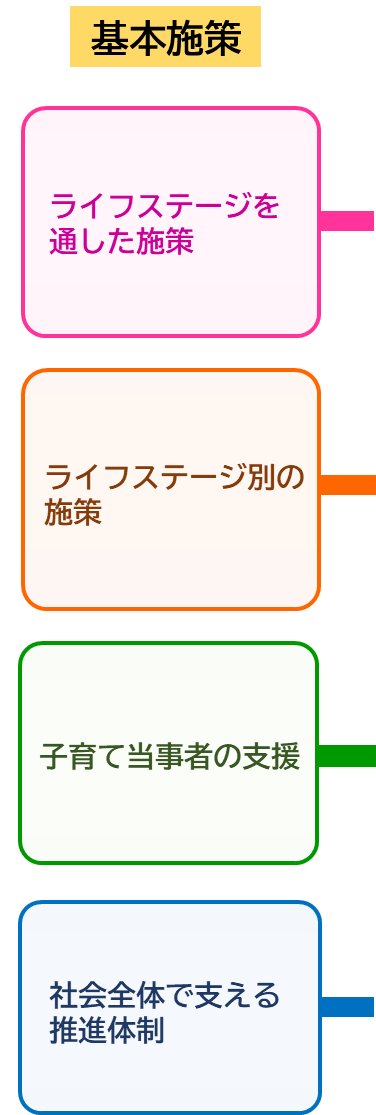 基本施策
ライフステージを
通した施策
ライフステージ別の
施策
子育て当事者の支援
社会全体で支える
推進体制